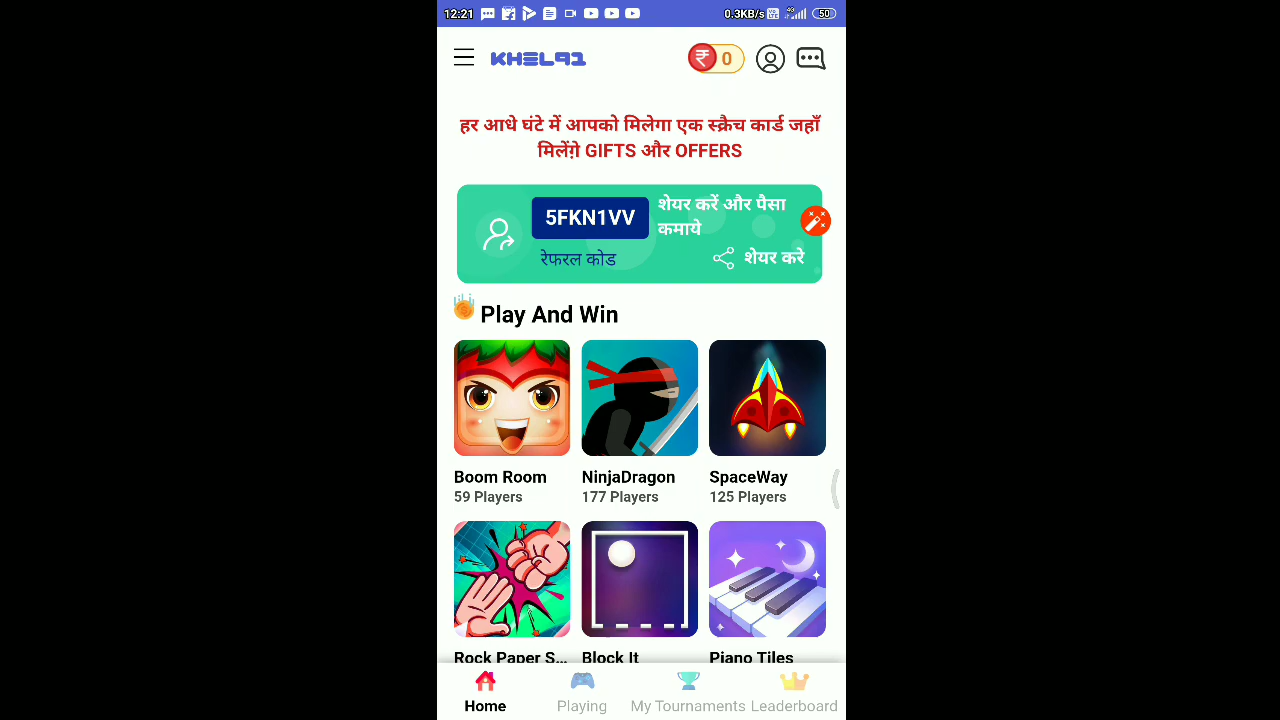 12:21
0.3KB/s 4G 50
KHEL91
₹ 0
हर आधे घंटे में आपको मिलेगा एक स्क्रैच कार्ड जहाँ
मिलेंग़े GIFTS और OFFERS
5FKN1VV
शेयर करें और पैसा
कमाये
रेफरल कोड
शेयर करे
Play And Win
Boom Room
NinjaDragon
SpaceWay
59 Players
177 Players
125 Players
Rock Paper S...
Block It
Piano Tiles
Home
Playing
My Tournaments
Leaderboard